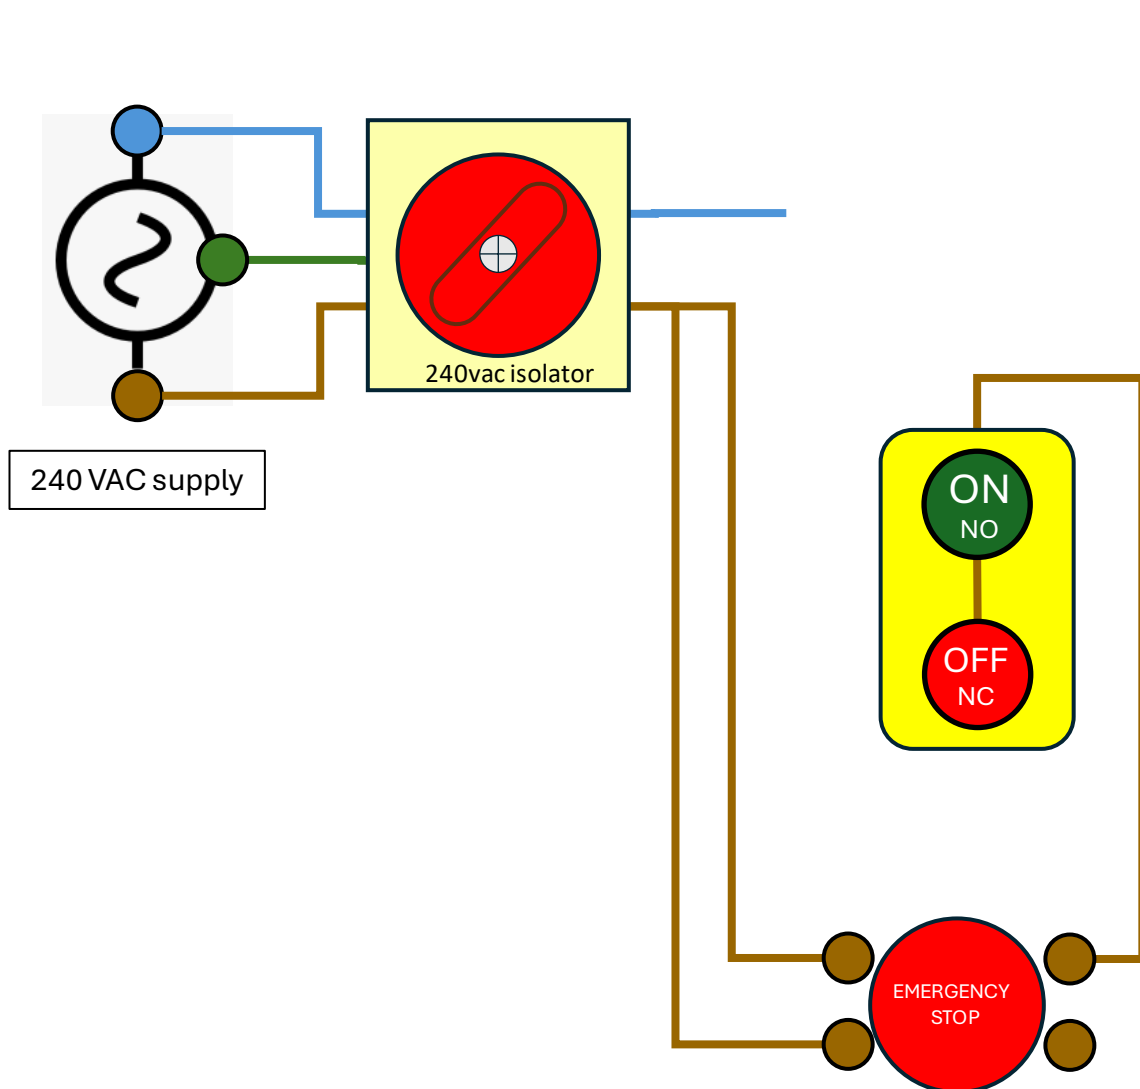 240vac isolator
240 VAC supply
ON
NO
OFF
NC
EMERGENCY
STOP